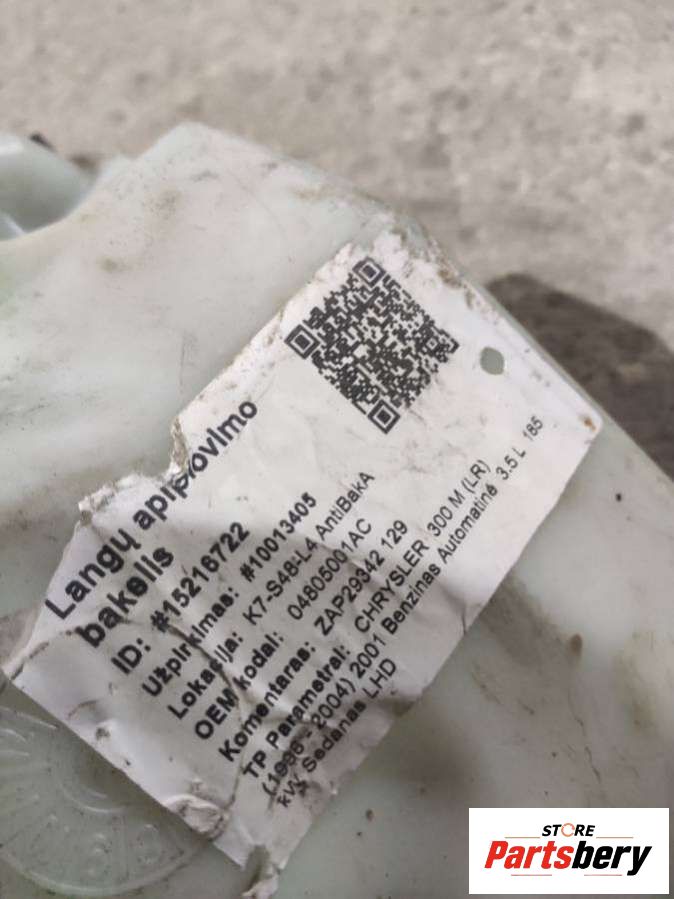 Langų apiplovimo
bakelis
ID: #15216722
Užpirkimas: #10013405
Lokacija: K7-S48-L4 AntiBakA
OEM kodai: 04805001AC
Komentaras: ZAP29342 129
TP Parametrai: CHRYSLER 300 M (LR)
(1998 - 2004) 2001 Benzinas Automatinė 3.5 L 185
kW Sedanas LHD
STORE
Partsbery